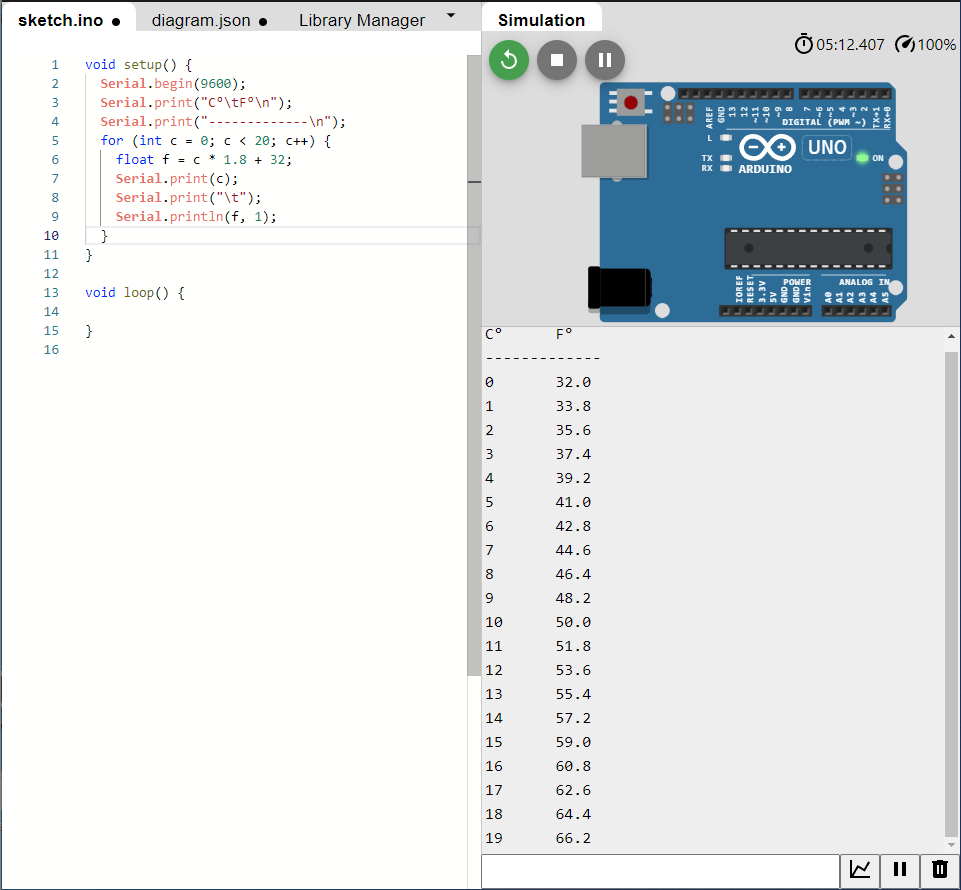 sketch.ino ● diagram.json ● Library Manager
Simulation
05:12.407 100%
1 void setup() {
2 Serial.begin(9600);
3 Serial.print("C°\tF°\n");
4 Serial.print("-------------\n");
5 for (int c = 0; c < 20; c++) {
6 float f = c * 1.8 + 32;
7 Serial.print(c);
8 Serial.print("\t");
9 Serial.println(f, 1);
10 }
11 }
12
13 void loop() {
14
15 }
16
AREF GND 13 12 ~11 ~10 ~9 8 7 ~6 ~5 4 ~3 2 TX→1 RX←0
DIGITAL (PWM ~)
L
TX
RX
UNO
ON
ARDUINO
IOREF RESET 3.3V 5V GND GND Vin
POWER
ANALOG IN
A0 A1 A2 A3 A4 A5
C° F°
-------------
0 32.0
1 33.8
2 35.6
3 37.4
4 39.2
5 41.0
6 42.8
7 44.6
8 46.4
9 48.2
10 50.0
11 51.8
12 53.6
13 55.4
14 57.2
15 59.0
16 60.8
17 62.6
18 64.4
19 66.2